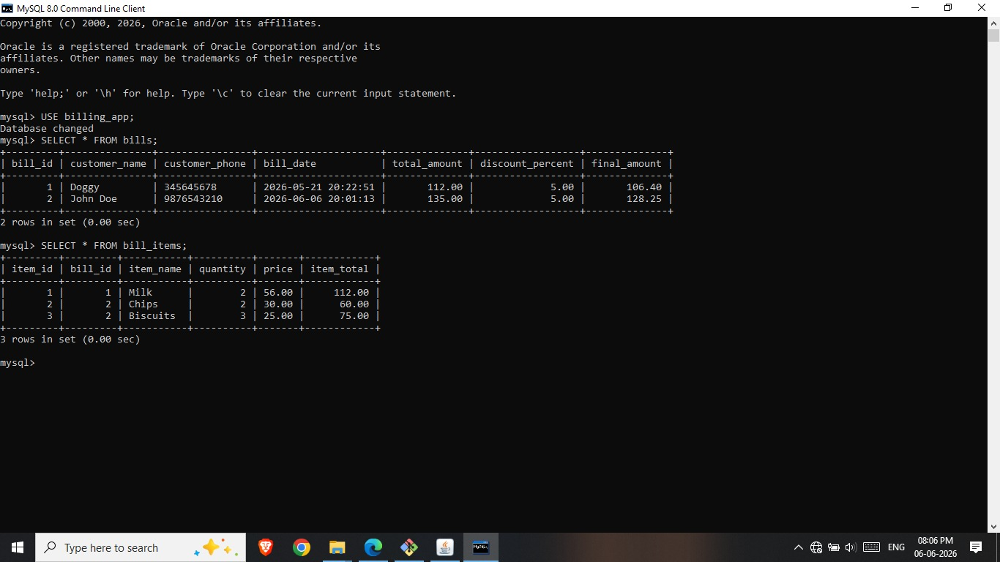 MySQL 8.0 Command Line Client
Copyright (c) 2000, 2026, Oracle and/or its affiliates.
Oracle is a registered trademark of Oracle Corporation and/or its
affiliates. Other names may be trademarks of their respective
owners.
Type 'help;' or '\h' for help. Type '\c' to clear the current input statement.
mysql> USE billing_app;
Database changed
mysql> SELECT * FROM bills;
+---------+---------------+----------------+---------------------+--------------+------------------+--------------+
| bill_id | customer_name | customer_phone | bill_date           | total_amount | discount_percent | final_amount |
+---------+---------------+----------------+---------------------+--------------+------------------+--------------+
|       1 | Doggy         | 345645678      | 2026-05-21 20:22:51 |       112.00 |             5.00 |       106.40 |
|       2 | John Doe      | 9876543210     | 2026-06-06 20:01:13 |       135.00 |             5.00 |       128.25 |
+---------+---------------+----------------+---------------------+--------------+------------------+--------------+
2 rows in set (0.00 sec)
mysql> SELECT * FROM bill_items;
+---------+---------+-----------+----------+-------+------------+
| item_id | bill_id | item_name | quantity | price | item_total |
+---------+---------+-----------+----------+-------+------------+
|       1 |       1 | Milk      |        2 | 56.00 |     112.00 |
|       2 |       2 | Chips     |        2 | 30.00 |      60.00 |
|       3 |       2 | Biscuits  |        3 | 25.00 |      75.00 |
+---------+---------+-----------+----------+-------+------------+
3 rows in set (0.00 sec)
mysql>
Type here to search
ENG
08:06 PM
06-06-2026